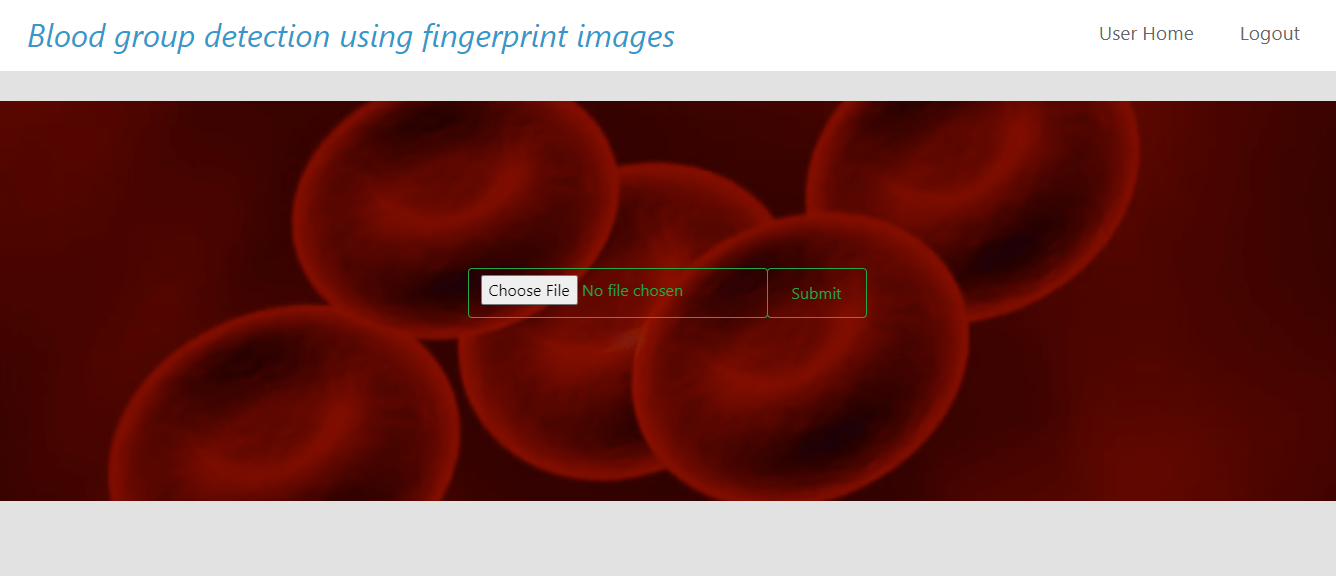 Blood group detection using fingerprint images
User Home
Logout
Choose File No file chosen
Submit